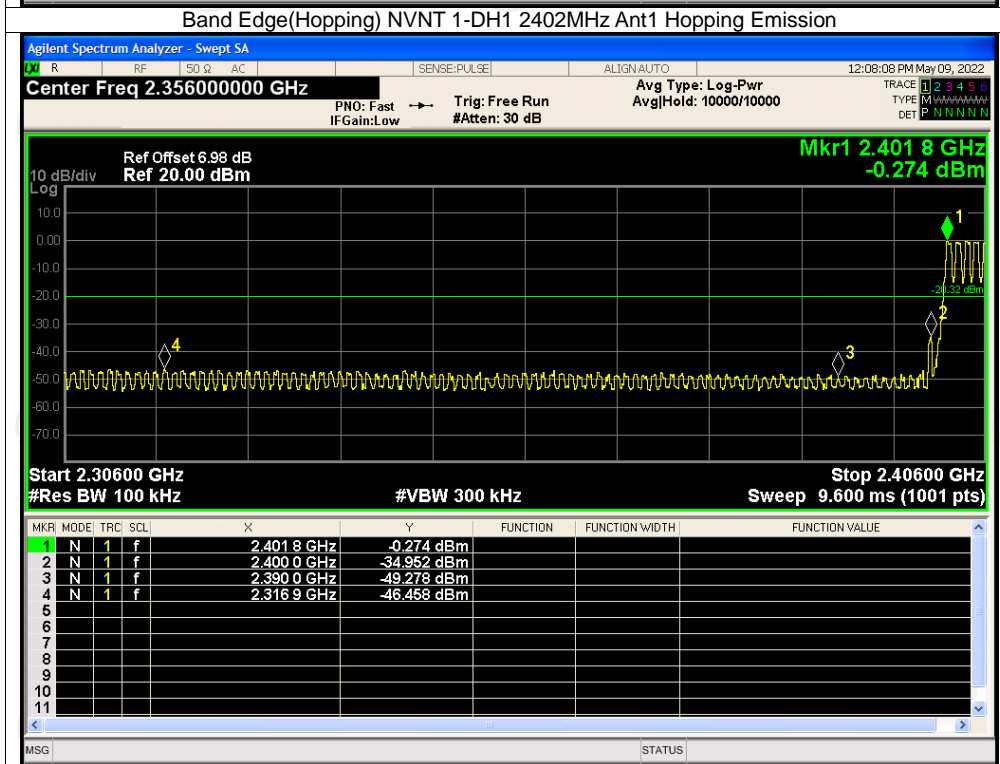 Band Edge(Hopping) NVNT 1-DH1 2402MHz Ant1 Hopping Emission
Agilent Spectrum Analyzer - Swept SA
LXI R RF 50 Ω AC SENSE:PULSE ALIGN AUTO 12:08:08 PM May 09, 2022
Center Freq 2.356000000 GHz
PNO: Fast
IFGain:Low
Trig: Free Run
#Atten: 30 dB
Avg Type: Log-Pwr
Avg|Hold: 10000/10000
TRACE 1 2 3 4 5 6
TYPE M WWWWW
DET P N N N N N
Ref Offset 6.98 dB
Mkr1 2.401 8 GHz
10 dB/div Ref 20.00 dBm
-0.274 dBm
Log
10.0
0.00
-10.0
-20.0
-30.0
-40.0
-50.0
-60.0
-70.0
1
-20.32 dBm
2
3
4
Start 2.30600 GHz
Stop 2.40600 GHz
#Res BW 100 kHz
#VBW 300 kHz
Sweep 9.600 ms (1001 pts)
MKR MODE TRC SCL X Y FUNCTION FUNCTION WIDTH FUNCTION VALUE
1 N 1 f 2.401 8 GHz -0.274 dBm
2 N 1 f 2.400 0 GHz -34.952 dBm
3 N 1 f 2.390 0 GHz -49.278 dBm
4 N 1 f 2.316 9 GHz -46.458 dBm
5
6
7
8
9
10
11
MSG STATUS